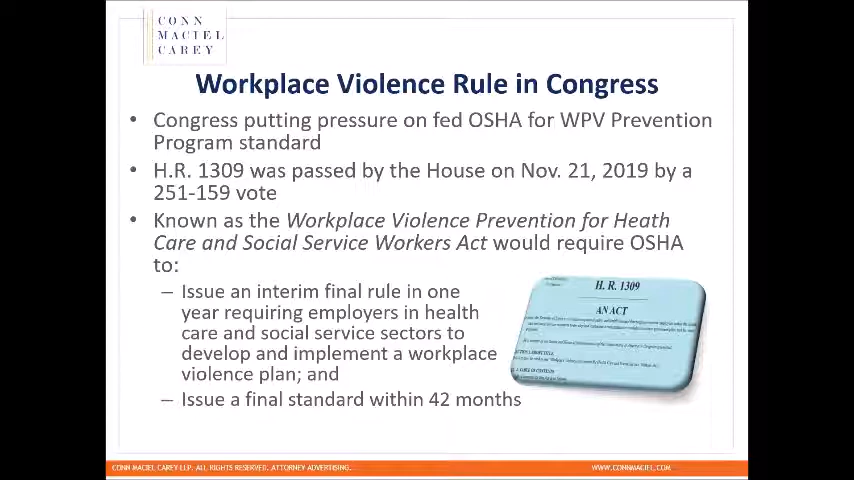 CONN
MACIEL
CAREY
Workplace Violence Rule in Congress
• Congress putting pressure on fed OSHA for WPV Prevention
Program standard
• H.R. 1309 was passed by the House on Nov. 21, 2019 by a
251-159 vote
• Known as the Workplace Violence Prevention for Heath
Care and Social Service Workers Act would require OSHA
to:
– Issue an interim final rule in one
year requiring employers in health
care and social service sectors to
develop and implement a workplace
violence plan; and
– Issue a final standard within 42 months
H. R. 1309
AN ACT
CONN MACIEL CAREY LLP. ALL RIGHTS RESERVED. ATTORNEY ADVERTISING.
WWW.CONNMACIEL.COM